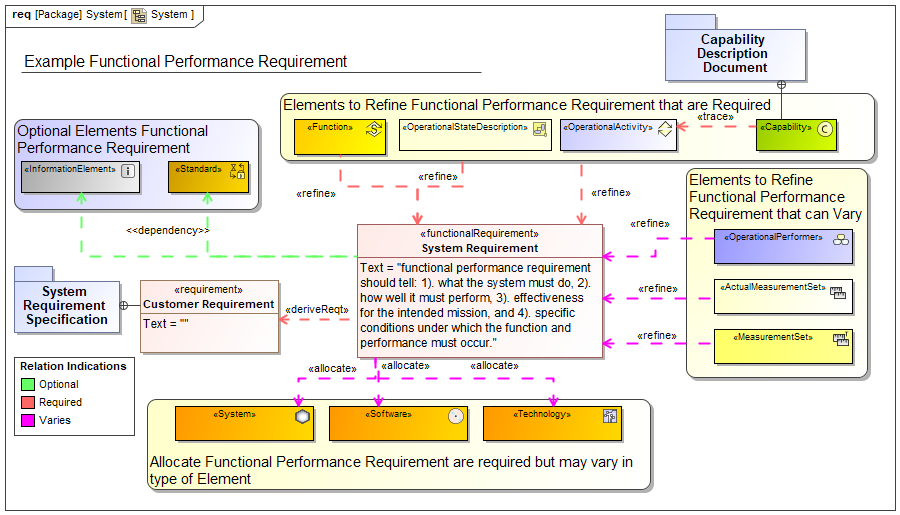 req [Package] System[ System ]
Example Functional Performance Requirement
Capability
Description
Document
Elements to Refine Functional Performance Requirement that are Required
«Function»
«OperationalStateDescription»
«OperationalActivity»
«trace»
«Capability»
C
S
Optional Elements Functional
Performance Requirement
«InformationElement»
i
«Standard»
<<dependency>>
«refine»
«refine»
«refine»
Elements to Refine
Functional Performance
Requirement that can Vary
«OperationalPerformer»
«ActualMeasurementSet»
«MeasurementSet»
«refine»
«refine»
«refine»
«functionalRequirement»
System Requirement
Text = "functional performance requirement
should tell: 1). what the system must do, 2).
how well it must perform, 3). effectiveness
for the intended mission, and 4). specific
conditions under which the function and
performance must occur."
System
Requirement
Specification
«requirement»
Customer Requirement
Text = ""
«deriveReqt»
Relation Indications
Optional
Required
Varies
«allocate»
«allocate»
«allocate»
«System»
«Software»
«Technology»
Allocate Functional Performance Requirement are required but may vary in
type of Element